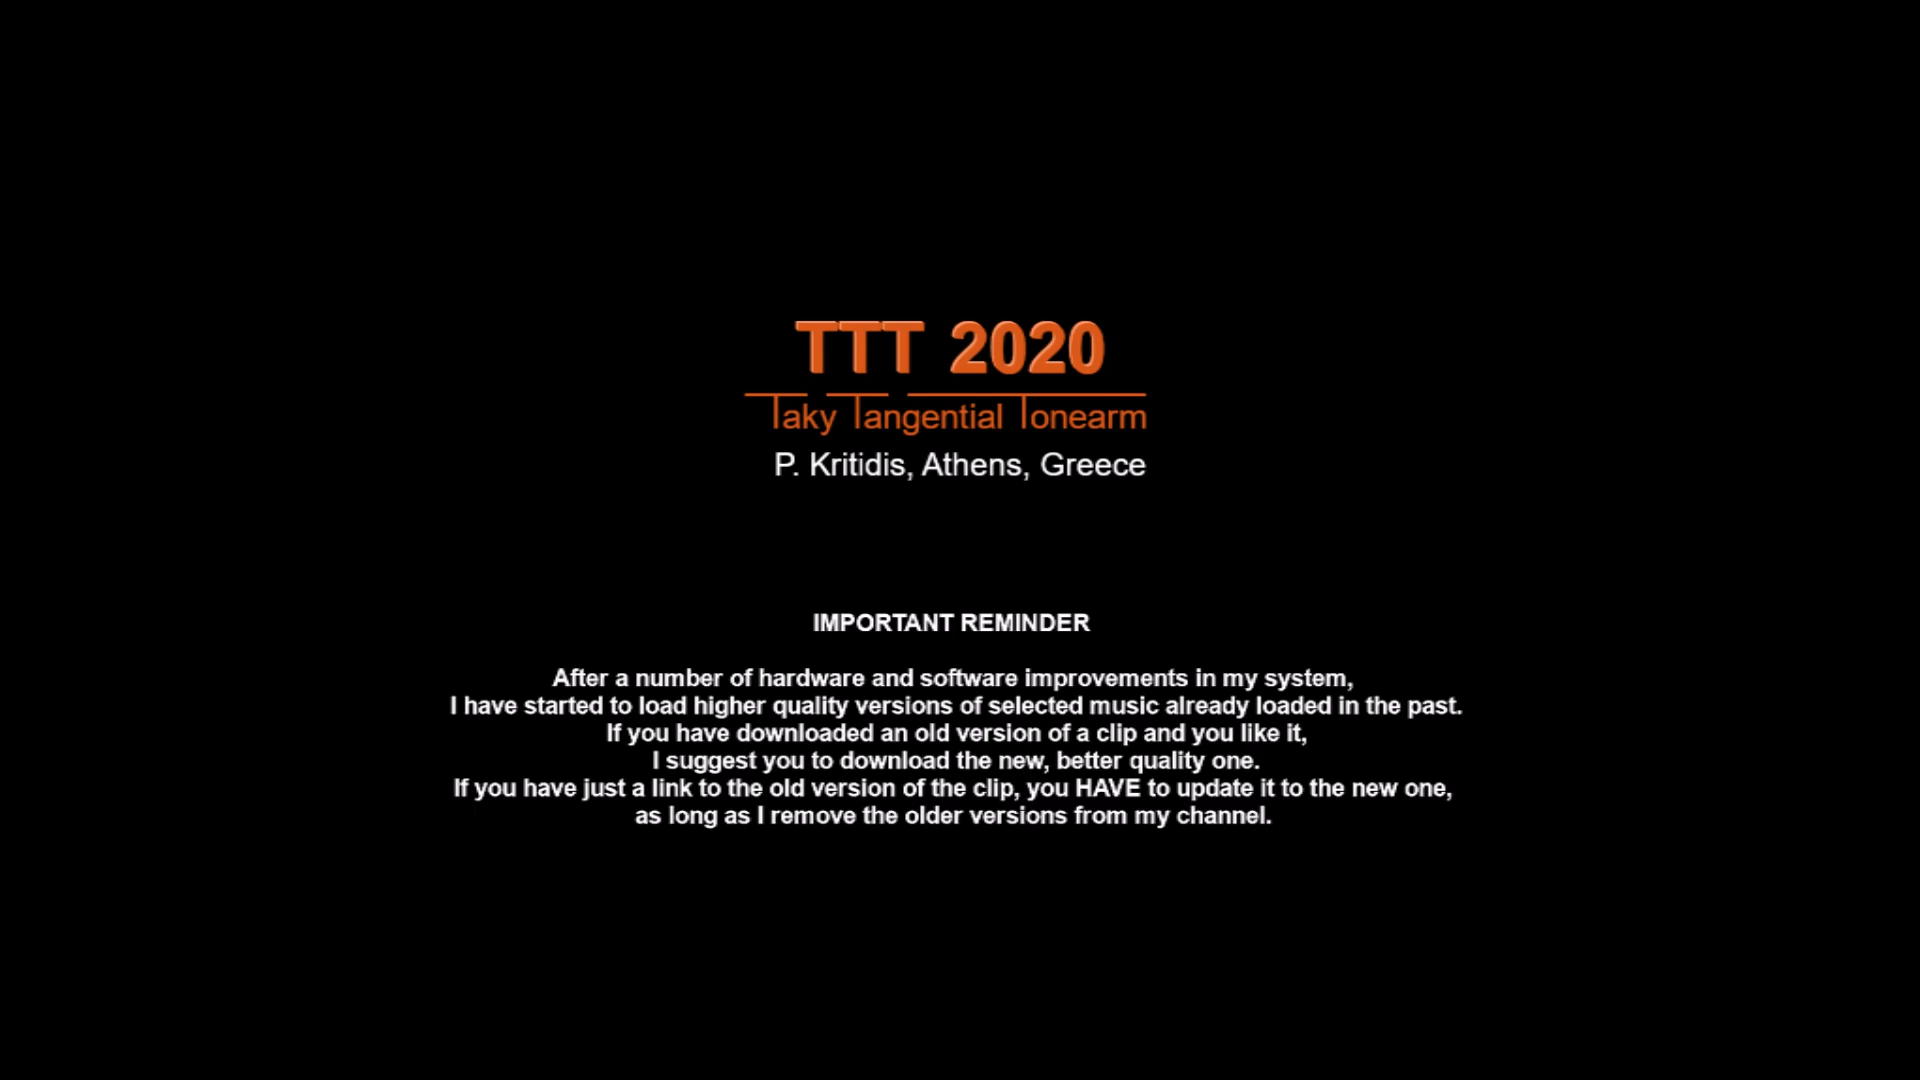 TTT 2020
Taky Tangential Tonearm
P. Kritidis, Athens, Greece
IMPORTANT REMINDER
After a number of hardware and software improvements in my system,
I have started to load higher quality versions of selected music already loaded in the past.
If you have downloaded an old version of a clip and you like it,
I suggest you to download the new, better quality one.
If you have just a link to the old version of the clip, you HAVE to update it to the new one,
as long as I remove the older versions from my channel.